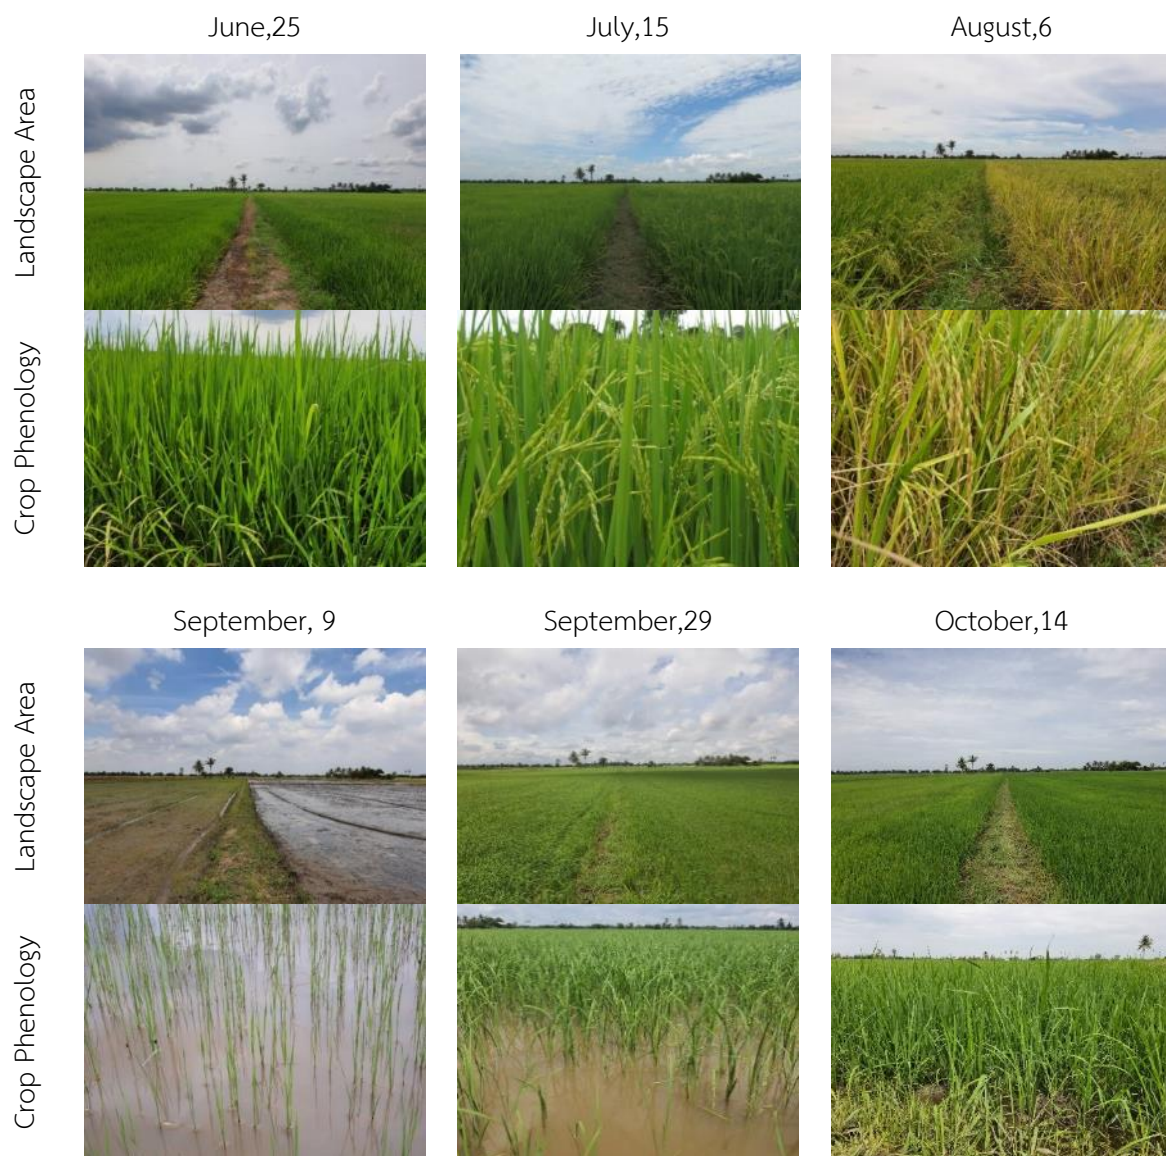 June,25
July,15
August,6
Landscape Area
Crop Phenology
September, 9
September,29
October,14
Landscape Area
Crop Phenology